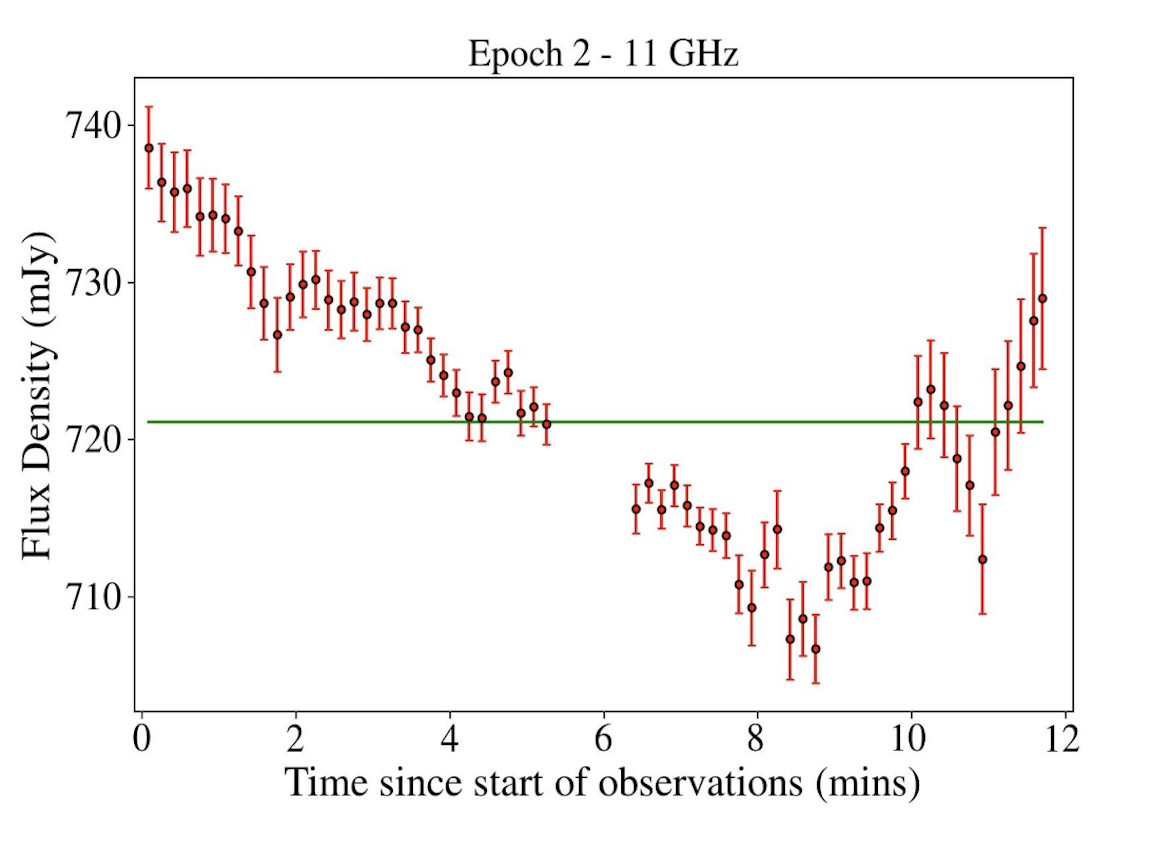 Epoch 2 - 11 GHz
Flux Density (mJy)
740
730
720
710
0 2 4 6 8 10 12
Time since start of observations (mins)